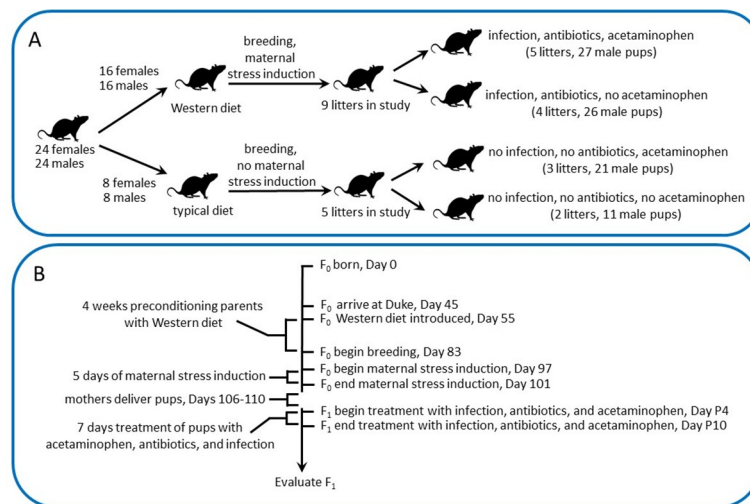 A
16 females
16 males
Western diet
breeding,
maternal
stress induction
9 litters in study
infection, antibiotics, acetaminophen
(5 litters, 27 male pups)
infection, antibiotics, no acetaminophen
(4 litters, 26 male pups)
24 females
24 males
8 females
8 males
typical diet
breeding,
no maternal
stress induction
5 litters in study
no infection, no antibiotics, acetaminophen
(3 litters, 21 male pups)
no infection, no antibiotics, no acetaminophen
(2 litters, 11 male pups)
B
F₀ born, Day 0
4 weeks preconditioning parents
with Western diet
F₀ arrive at Duke, Day 45
F₀ Western diet introduced, Day 55
F₀ begin breeding, Day 83
5 days of maternal stress induction
F₀ begin maternal stress induction, Day 97
F₀ end maternal stress induction, Day 101
mothers deliver pups, Days 106-110
7 days treatment of pups with
acetaminophen, antibiotics, and infection
F₁ begin treatment with infection, antibiotics, and acetaminophen, Day P4
F₁ end treatment with infection, antibiotics, and acetaminophen, Day P10
Evaluate F₁